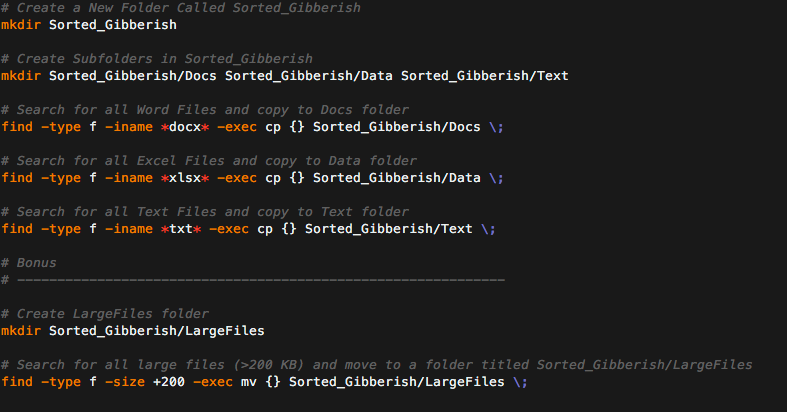 # Create a New Folder Called Sorted_Gibberish
mkdir Sorted_Gibberish
# Create Subfolders in Sorted_Gibberish
mkdir Sorted_Gibberish/Docs Sorted_Gibberish/Data Sorted_Gibberish/Text
# Search for all Word Files and copy to Docs folder
find -type f -iname *docx* -exec cp {} Sorted_Gibberish/Docs \;
# Search for all Excel Files and copy to Data folder
find -type f -iname *xlsx* -exec cp {} Sorted_Gibberish/Data \;
# Search for all Text Files and copy to Text folder
find -type f -iname *txt* -exec cp {} Sorted_Gibberish/Text \;
# Bonus
# ------------------------------------------------------------
# Create LargeFiles folder
mkdir Sorted_Gibberish/LargeFiles
# Search for all large files (>200 KB) and move to a folder titled Sorted_Gibberish/LargeFiles
find -type f -size +200 -exec mv {} Sorted_Gibberish/LargeFiles \;